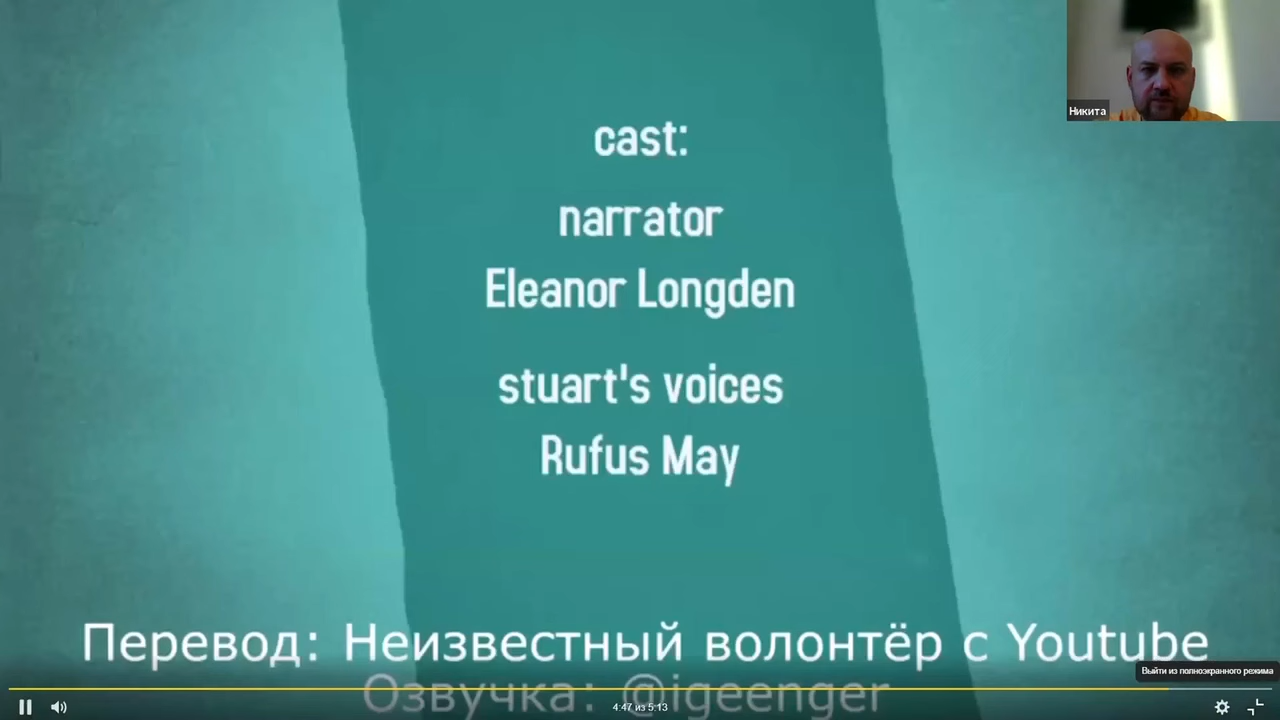 cast:
narrator
Eleanor Longden
stuart's voices
Rufus May
Никита
Перевод: Неизвестный волонтёр с Youtube
Выйти из полноэкранного режима
Озвучка: @igeenger
4:47 из 5:13